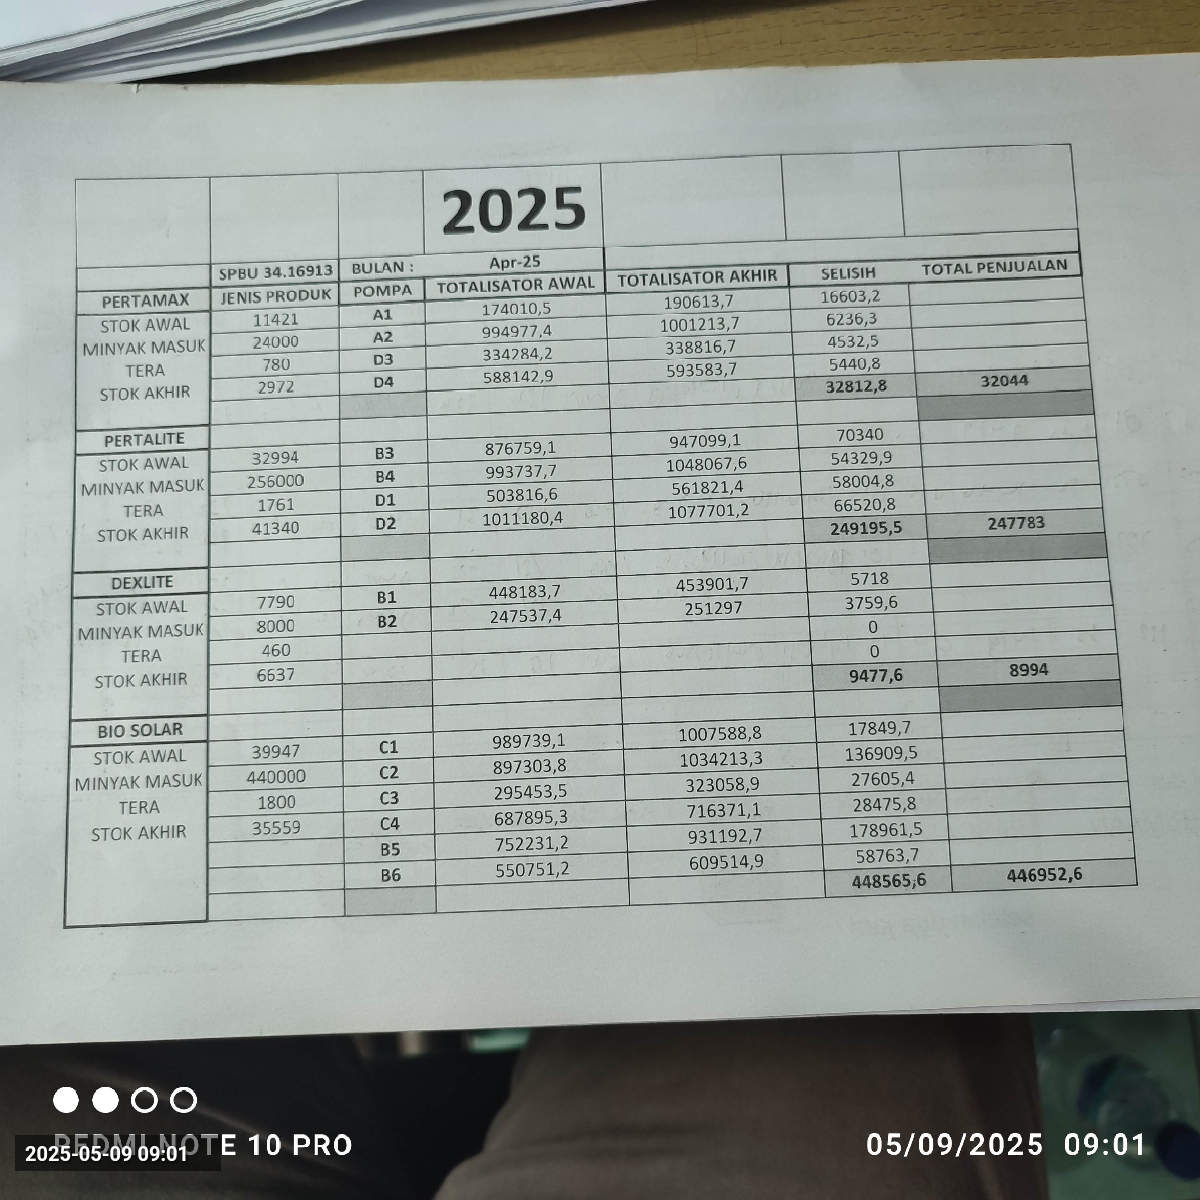 2025
SPBU 34.16913 BULAN : Apr-25
PERTAMAX JENIS PRODUK POMPA TOTALISATOR AWAL TOTALISATOR AKHIR SELISIH TOTAL PENJUALAN
STOK AWAL 11421 A1 174010,5 190613,7 16603,2
MINYAK MASUK 24000 A2 994977,4 1001213,7 6236,3
TERA 780 D3 334284,2 338816,7 4532,5
STOK AKHIR 2972 D4 588142,9 593583,7 5440,8
32812,8 32044
PERTALITE
STOK AWAL 32994 B3 876759,1 947099,1 70340
MINYAK MASUK 256000 B4 993737,7 1048067,6 54329,9
TERA 1761 D1 503816,6 561821,4 58004,8
STOK AKHIR 41340 D2 1011180,4 1077701,2 66520,8
249195,5 247783
DEXLITE
STOK AWAL 7790 B1 448183,7 453901,7 5718
MINYAK MASUK 8000 B2 247537,4 251297 3759,6
TERA 460 0
STOK AKHIR 6637 0
9477,6 8994
BIO SOLAR
STOK AWAL 39947 C1 989739,1 1007588,8 17849,7
MINYAK MASUK 440000 C2 897303,8 1034213,3 136909,5
TERA 1800 C3 295453,5 323058,9 27605,4
STOK AKHIR 35559 C4 687895,3 716371,1 28475,8
B5 752231,2 931192,7 178961,5
B6 550751,2 609514,9 58763,7
448565,6 446952,6
REDMI NOTE 10 PRO
2025-05-09 09:01
05/09/2025 09:01